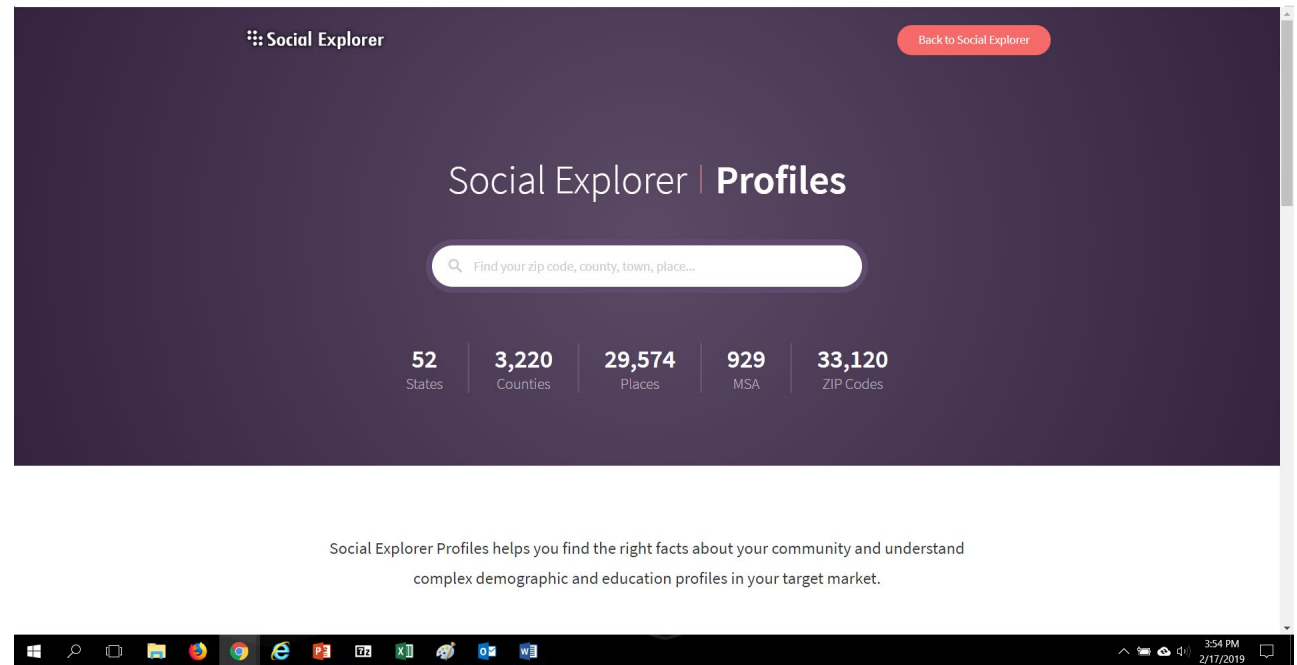 Social Explorer
Back to Social Explorer
Social Explorer | Profiles
Find your zip code, county, town, place...
52 3,220 29,574 929 33,120
States Counties Places MSA ZIP Codes
Social Explorer Profiles helps you find the right facts about your community and understand
complex demographic and education profiles in your target market.
3:54 PM
2/17/2019